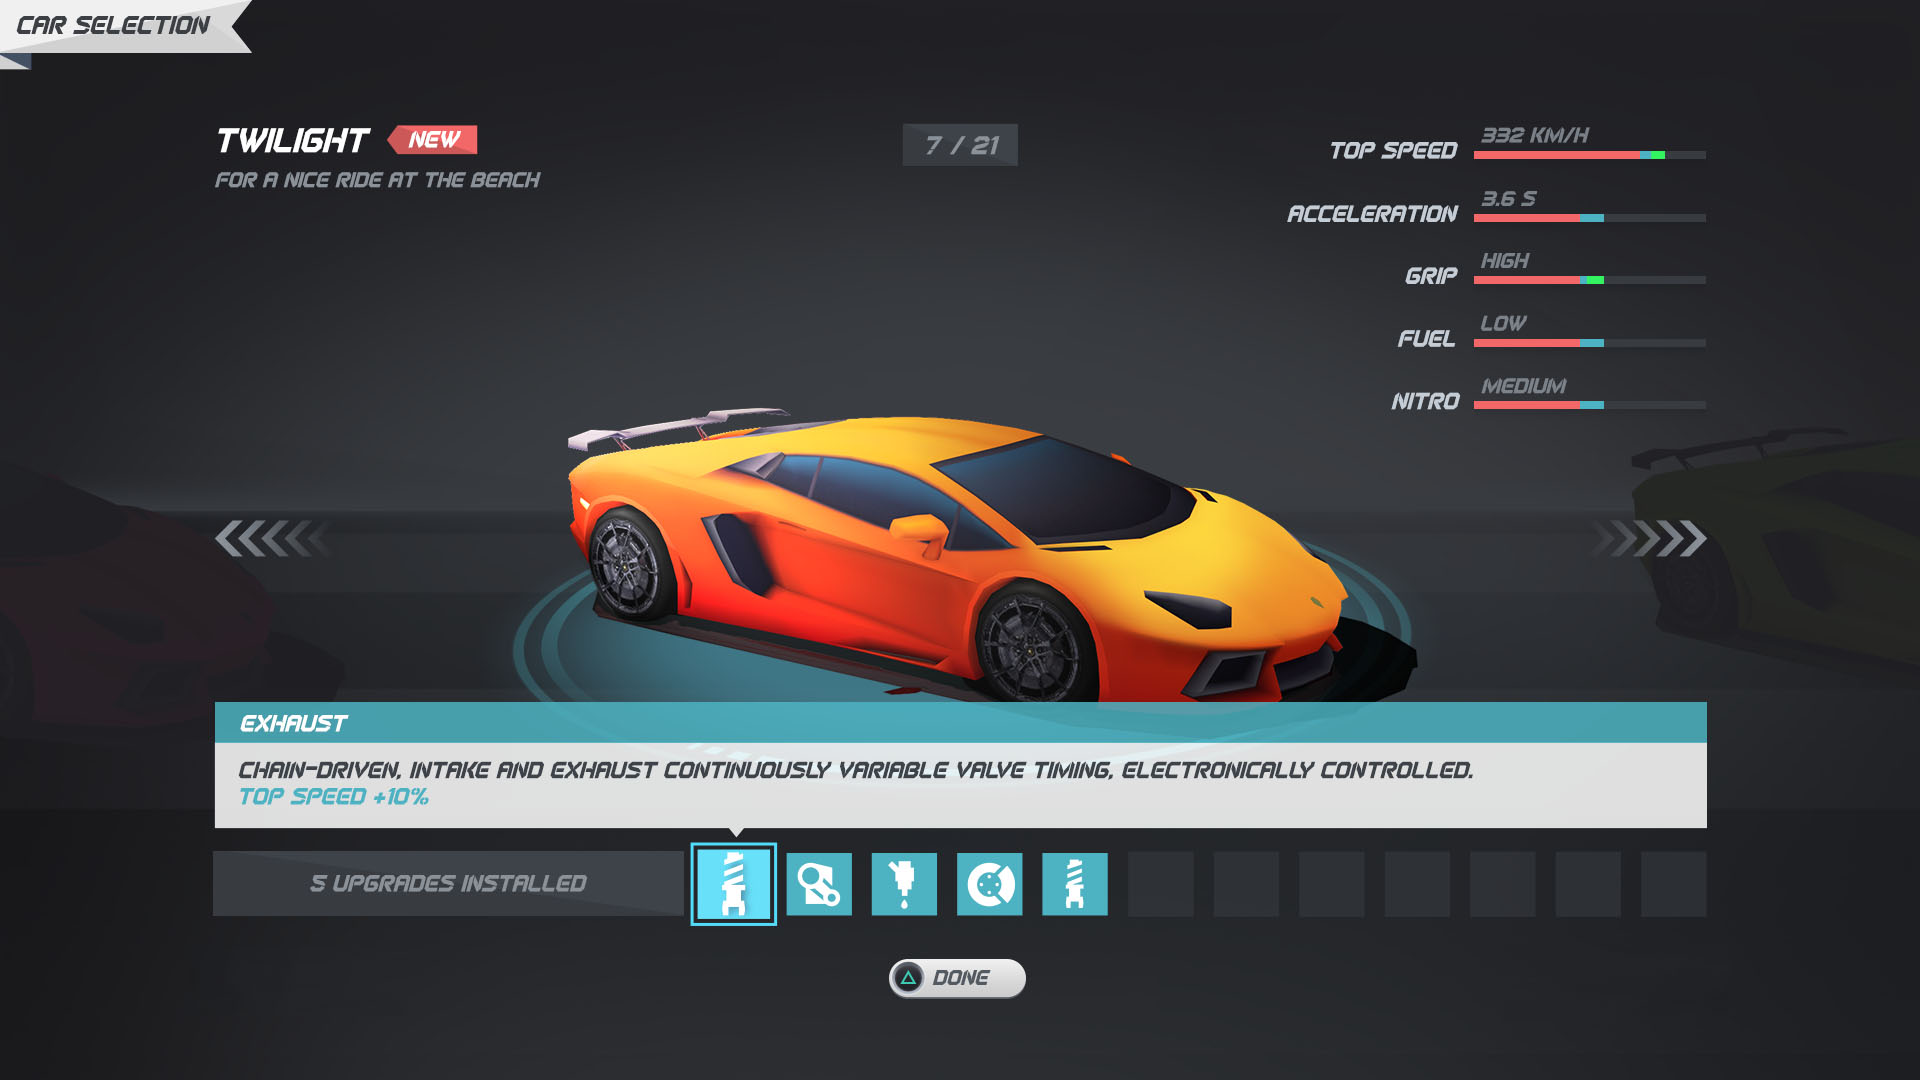 CAR SELECTION
TWILIGHT NEW
FOR A NICE RIDE AT THE BEACH
7 / 21
TOP SPEED 332 KM/H
ACCELERATION 3.6 S
GRIP HIGH
FUEL LOW
NITRO MEDIUM
EXHAUST
CHAIN-DRIVEN, INTAKE AND EXHAUST CONTINUOUSLY VARIABLE VALVE TIMING, ELECTRONICALLY CONTROLLED.
TOP SPEED +10%
5 UPGRADES INSTALLED
DONE